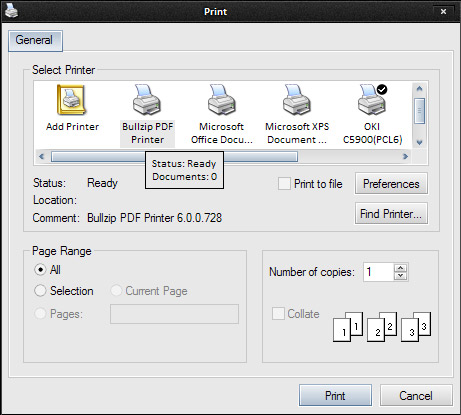 Print
General
Select Printer
Add Printer
Bullzip PDF Printer
Microsoft Office Docu...
Microsoft XPS Document ...
OKI C5900(PCL6)
Status: Ready
Documents: 0
Status: Ready
Location:
Comment: Bullzip PDF Printer 6.0.0.728
Print to file
Preferences
Find Printer...
Page Range
All
Selection
Current Page
Pages:
Number of copies: 1
Collate
1 1 2 2 3 3
Print
Cancel